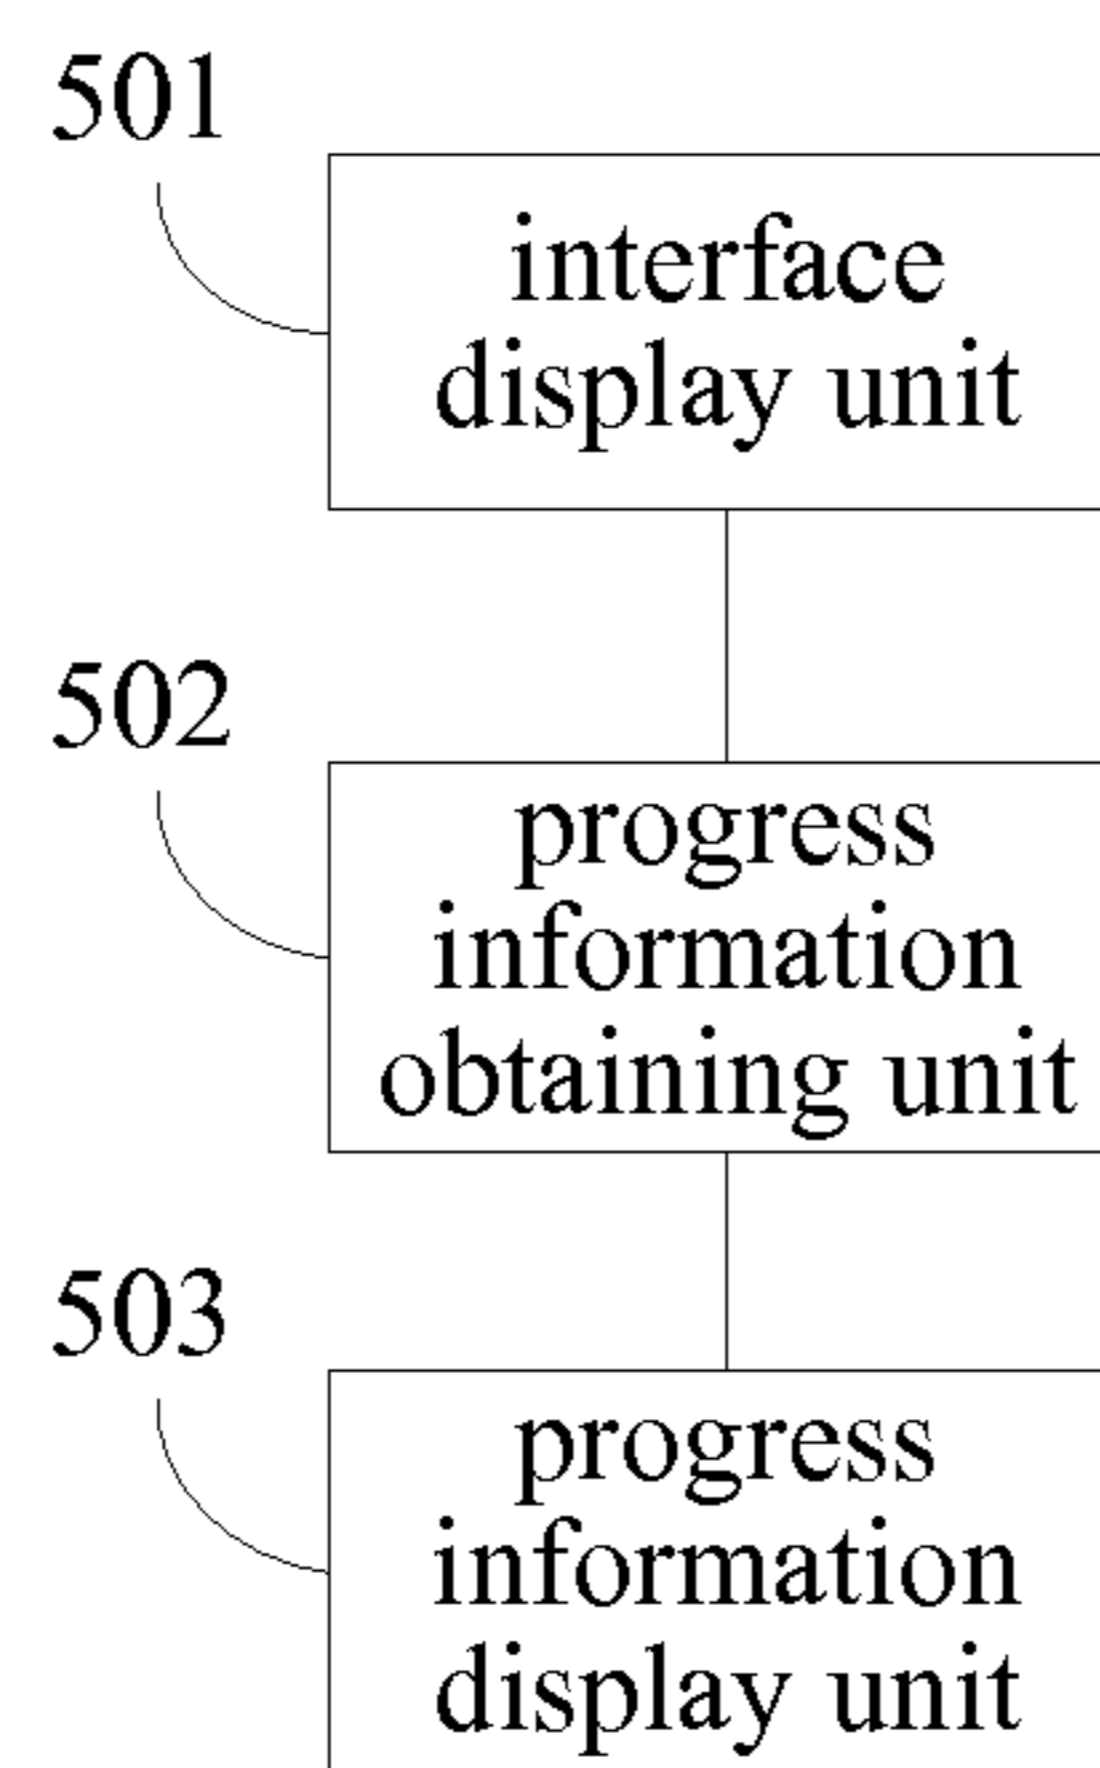 501
interface
display unit
502
progress
information
obtaining unit
503
progress
information
display unit